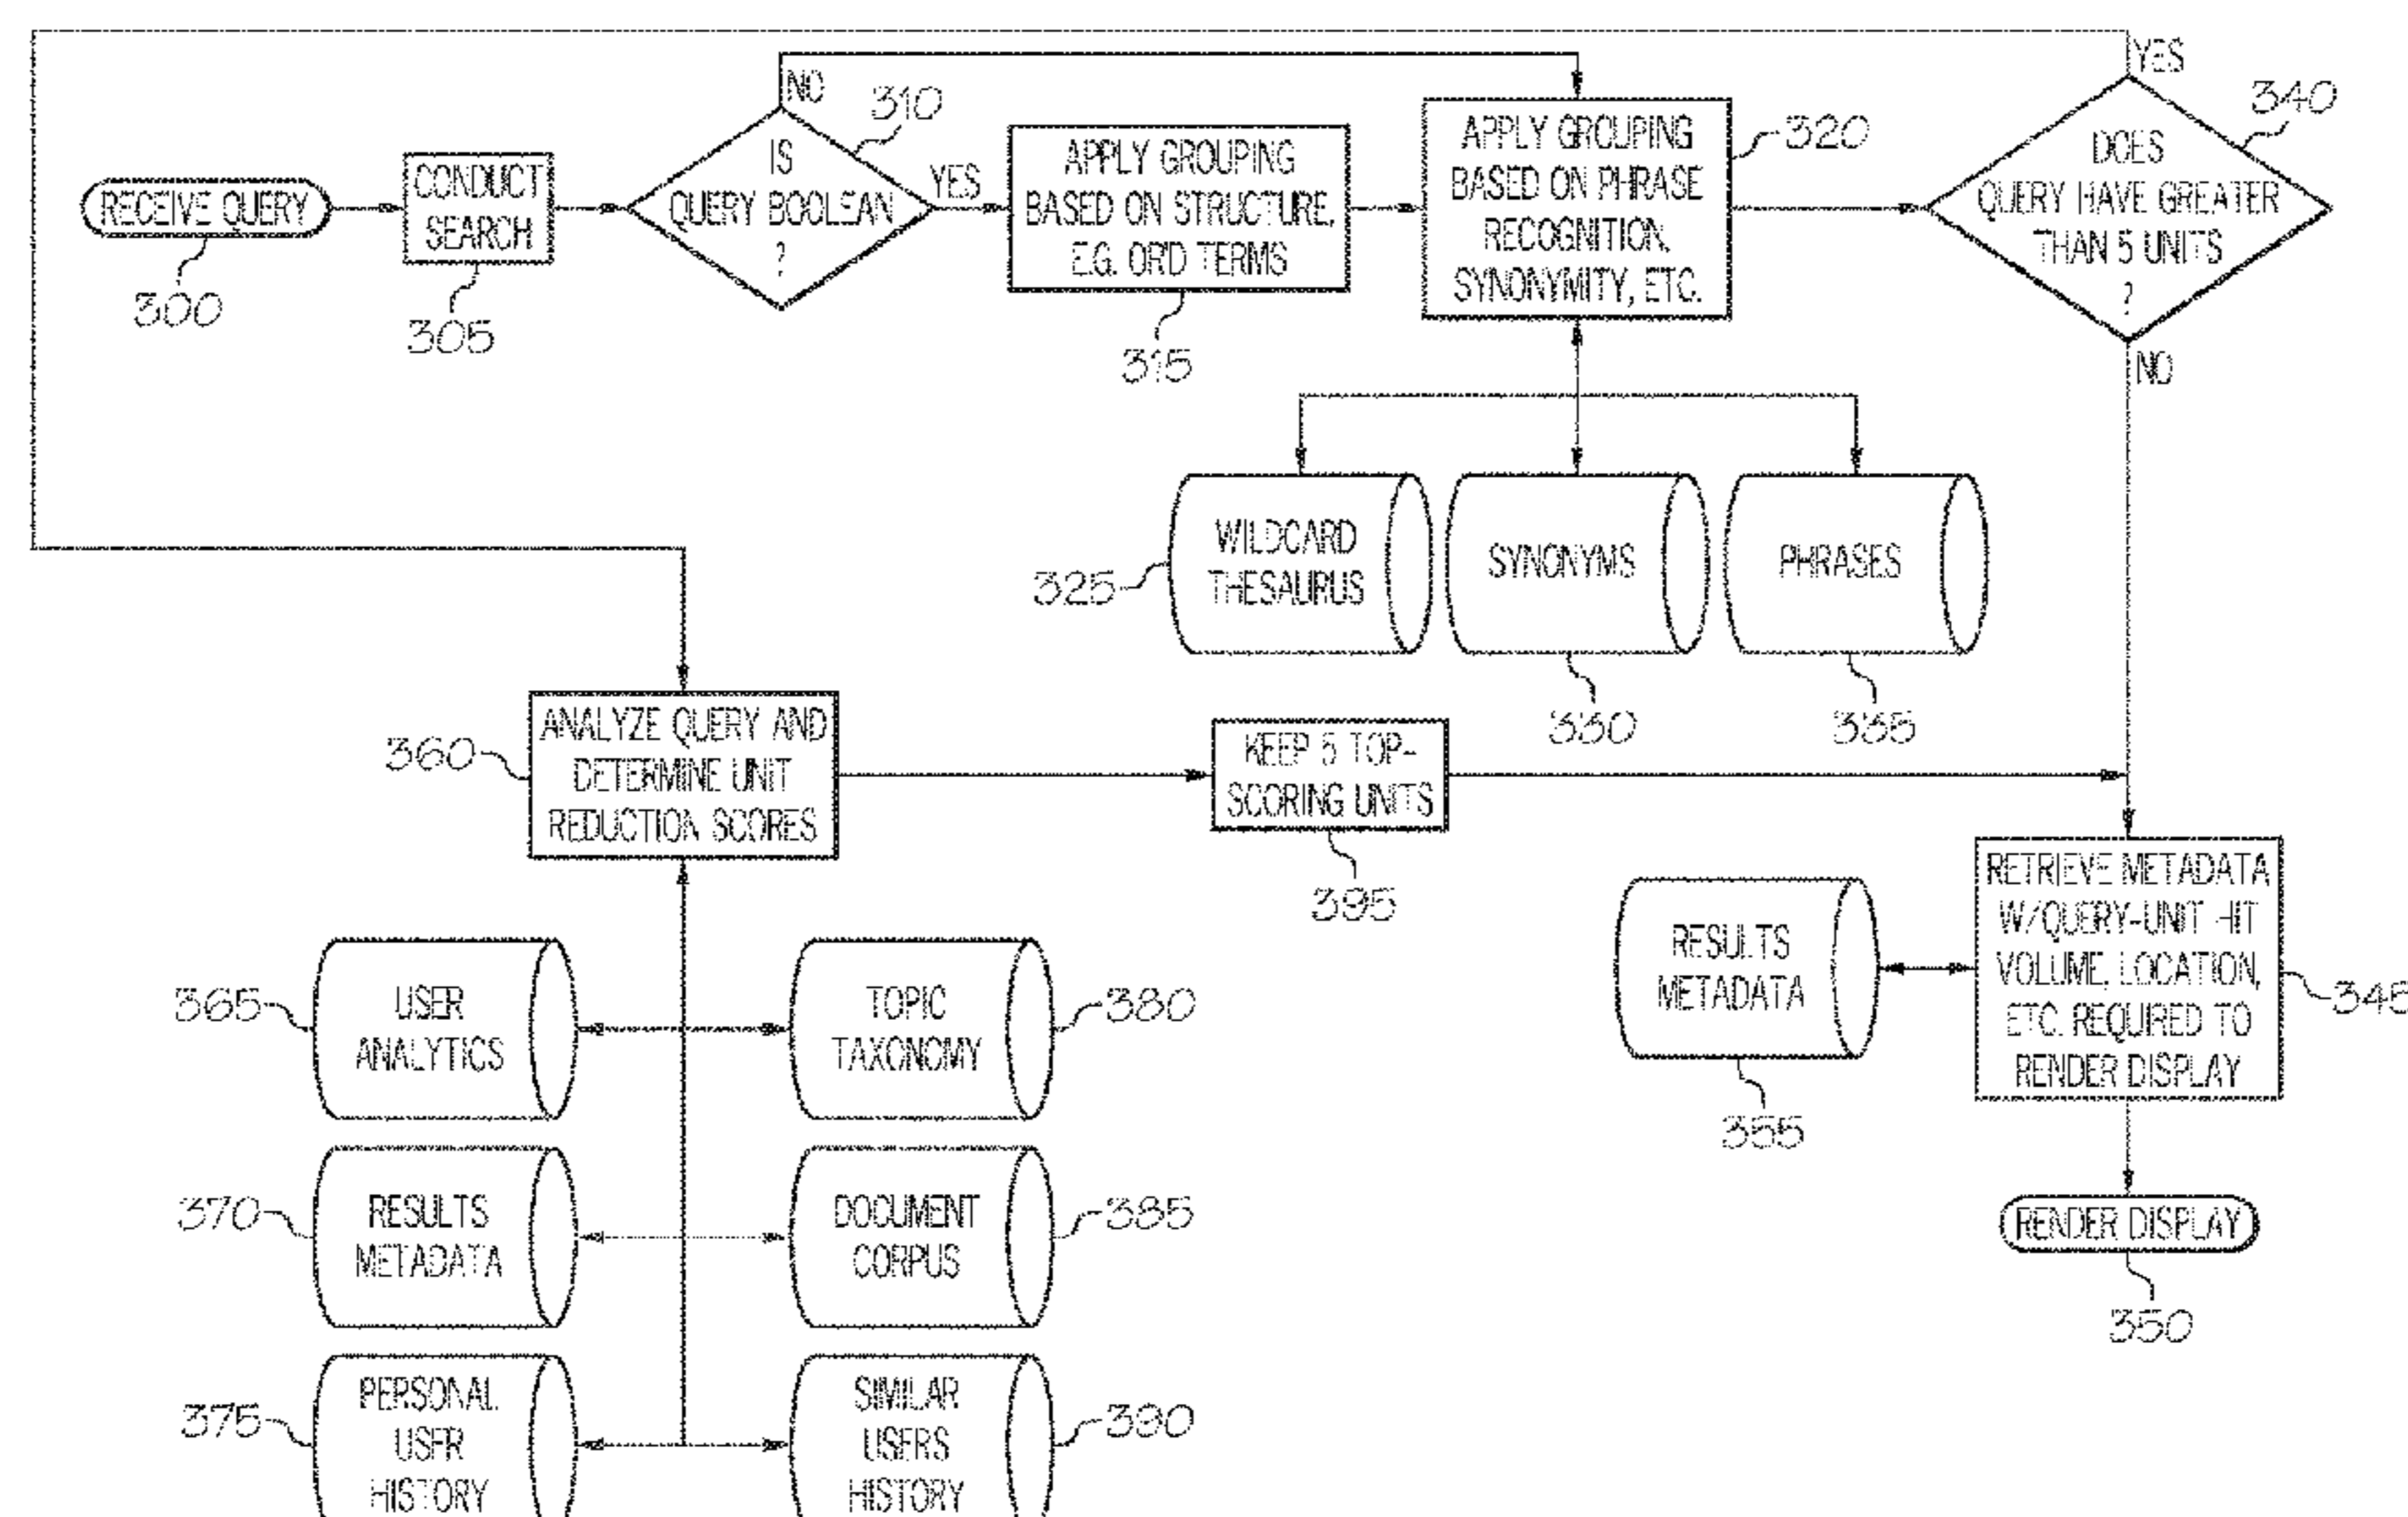 YES
NO
310
340
RECEIVE QUERY
300
CONDUCT
SEARCH
305
IS
QUERY BOOLEAN
?
YES
APPLY GROUPING
BASED ON STRUCTURE,
E.G. OR'D TERMS
315
APPLY GROUPING
BASED ON PHRASE
RECOGNITION,
SYNONYMITY, ETC.
320
DOES
QUERY HAVE GREATER
THAN 5 UNITS
?
NO
WILDCARD
THESAURUS
325
SYNONYMS
330
PHRASES
335
ANALYZE QUERY AND
DETERMINE UNIT
REDUCTION SCORES
360
KEEP 5 TOP-
SCORING UNITS
395
RETRIEVE METADATA
W/QUERY-UNIT HIT
VOLUME, LOCATION,
ETC. REQUIRED TO
RENDER DISPLAY
345
RESULTS
METADATA
355
RENDER DISPLAY
350
USER
ANALYTICS
365
TOPIC
TAXONOMY
380
RESULTS
METADATA
370
DOCUMENT
CORPUS
385
PERSONAL
USER
HISTORY
375
SIMILAR
USERS
HISTORY
390